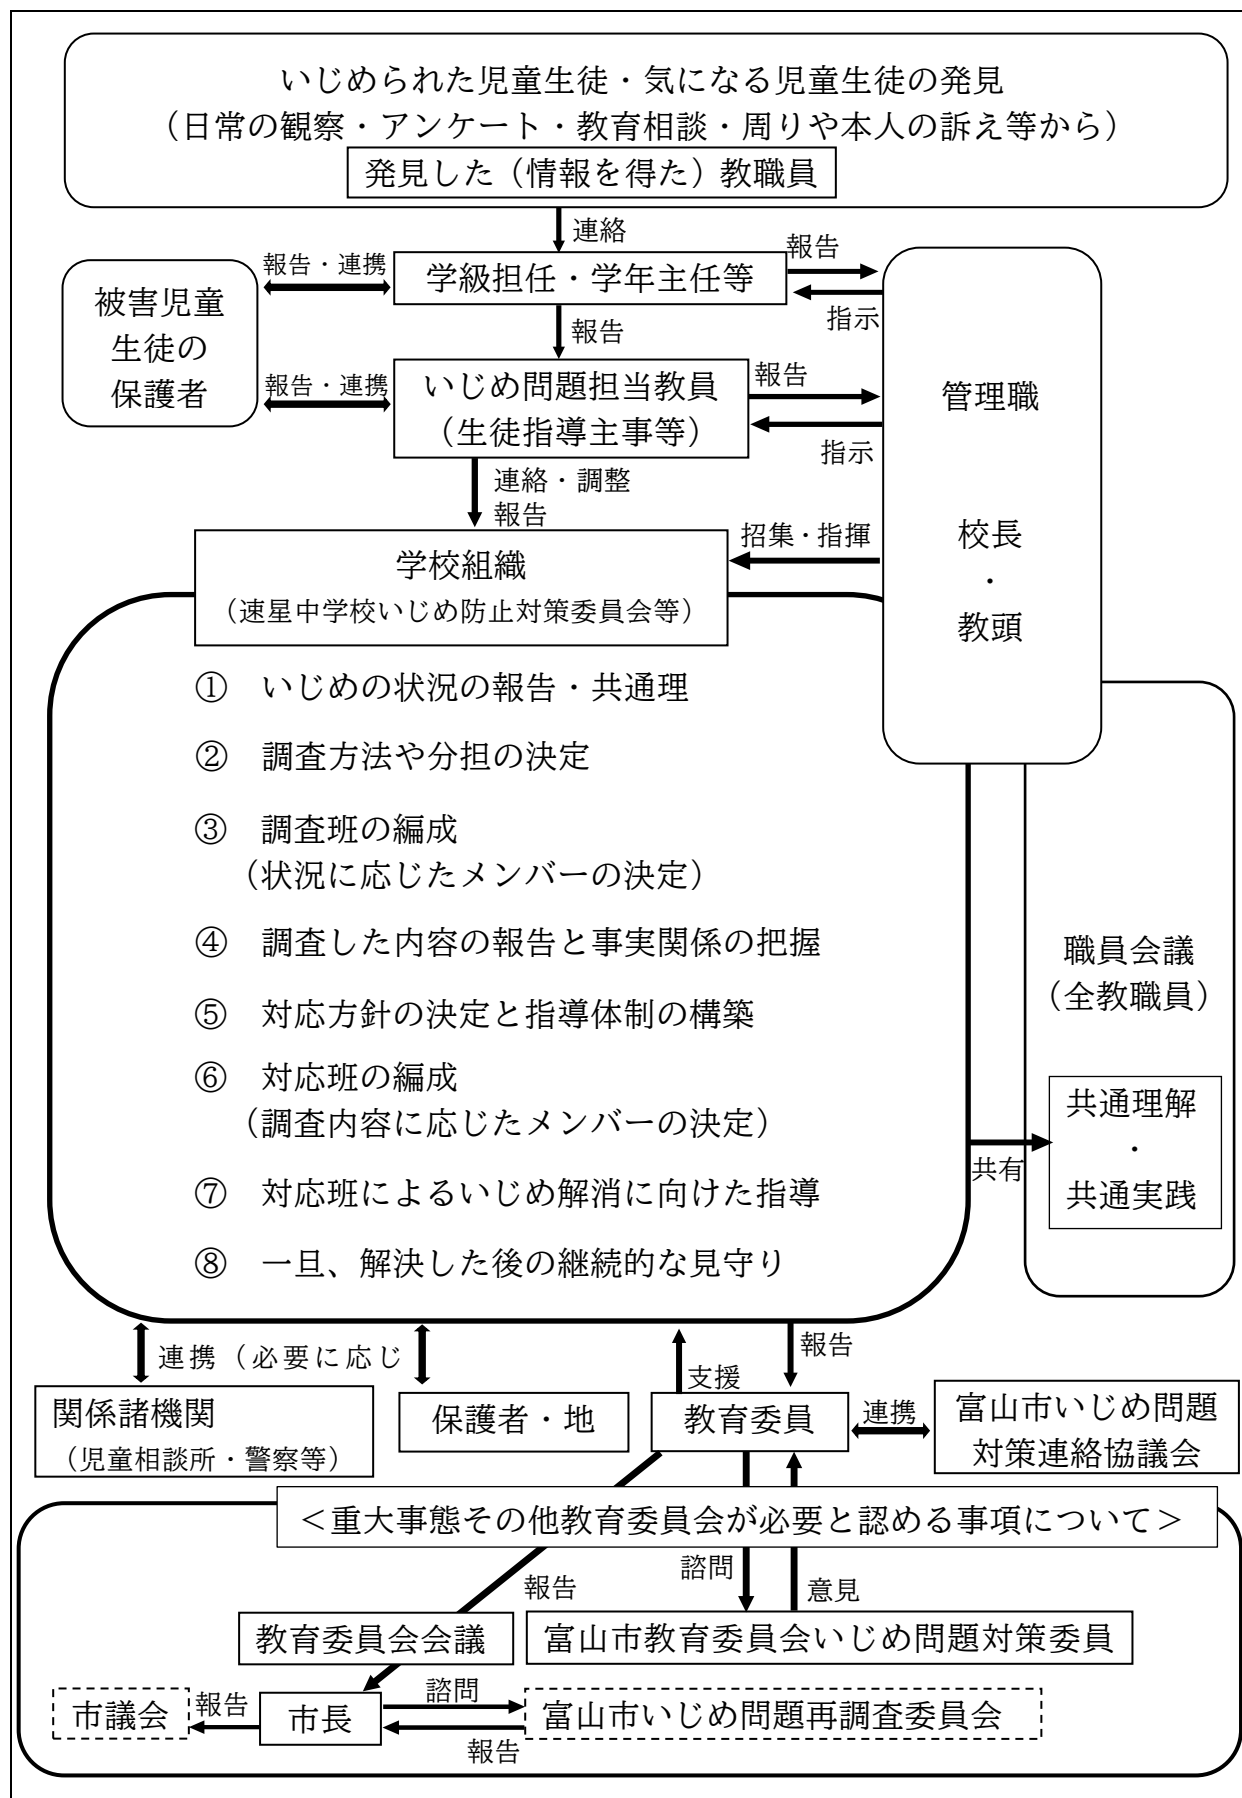 いじめられた児童生徒・気になる児童生徒の発見
（日常の観察・アンケート・教育相談・周りや本人の訴え等から）
発見した（情報を得た）教職員
連絡
報告・連携
学級担任・学年主任等
報告
指示
被害児童
生徒の
保護者
報告
報告・連携
いじめ問題担当教員
（生徒指導主事等）
報告
指示
管理職
校長
・
教頭
連絡・調整
報告
招集・指揮
学校組織
（速星中学校いじめ防止対策委員会等）
① いじめの状況の報告・共通理
② 調査方法や分担の決定
③ 調査班の編成
（状況に応じたメンバーの決定）
④ 調査した内容の報告と事実関係の把握
⑤ 対応方針の決定と指導体制の構築
⑥ 対応班の編成
（調査内容に応じたメンバーの決定）
⑦ 対応班によるいじめ解消に向けた指導
⑧ 一旦、解決した後の継続的な見守り
職員会議
（全教職員）
共有
共通理解
・
共通実践
連携（必要に応じ
支援
報告
関係諸機関
（児童相談所・警察等）
保護者・地
教育委員
連携
富山市いじめ問題
対策連絡協議会
＜重大事態その他教育委員会が必要と認める事項について＞
報告
諮問
意見
教育委員会会議
富山市教育委員会いじめ問題対策委員
市議会
報告
市長
諮問
報告
富山市いじめ問題再調査委員会